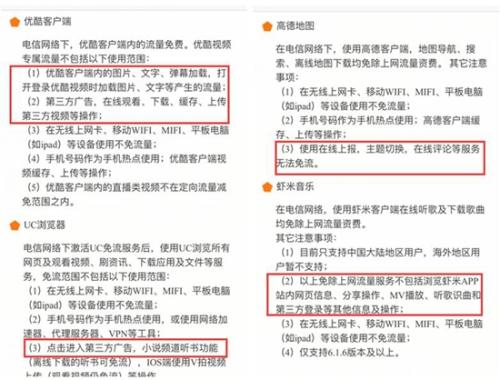 优酷客户端
电信网络下，优酷客户端内的流量免费。优酷视频
专属流量不包括以下使用范围：
（1）优酷客户端内的图片、文字、弹幕加载，打
开登录优酷视频时加载图片、文字等产生的流量；
（2）第三方广告，在线观看、下载、缓存、上传
第三方视频等操作；
（3）在无线上网卡、移动WIFI、MIFI、平板电脑
（如ipad）等设备使用不免流量；
（4）手机号码作为手机热点使用；优酷客户端视
频缓存、上传等操作；
（5）优酷客户端内的直播类视频不在定向流量减
免范围之内。
UC浏览器
电信网络下激活UC免流服务后，使用UC浏览所有
网页及观看视频、刷资讯、下载应用及文件等服
务，免流范围不包括以下使用范围：
（1）在无线上网卡、移动WIFI、MIFI、平板电脑
（如ipad）等设备使用不免流量；
（2）手机号码作为手机热点使用，或使用网络加
速器、代理服务器、VPN等工具；
（3）点击进入第三方广告，小说频道听书功能
（离线下载的听书可免流），IOS端使用V拍视频
上传（观看视频仍免流）等操作；
高德地图
在电信网络下，使用高德客户端，地图导航、搜
索、离线地图下载均免除上网流量资费。 其它注
意事项：
（1）在无线上网卡、移动WIFI、MIFI、平板电脑
（如ipad）等设备使用不免流量；
（2）手机号码作为手机热点使用；高德客户端缓
存、上传等操作；
（3）使用在线上报，主题切换，在线评论等服务
无法免流。
虾米音乐
在电信网络，使用虾米客户端在线听歌及下载歌曲
均免除上网流量资费。
其它注意事项：
（1）目前只支持中国大陆地区用户，海外地区用
户暂不支持；
（2）以上免除上网流量服务不包括浏览虾米APP
站内网页信息、分享操作、MV播放、听歌识曲和
第三方登录等其他信息及操作；
（3）在无线上网卡、移动WIFI、MIFI、平板电脑
（如ipad）等设备使用不免流量；
（4）仅支持6.1.6版本及以上。